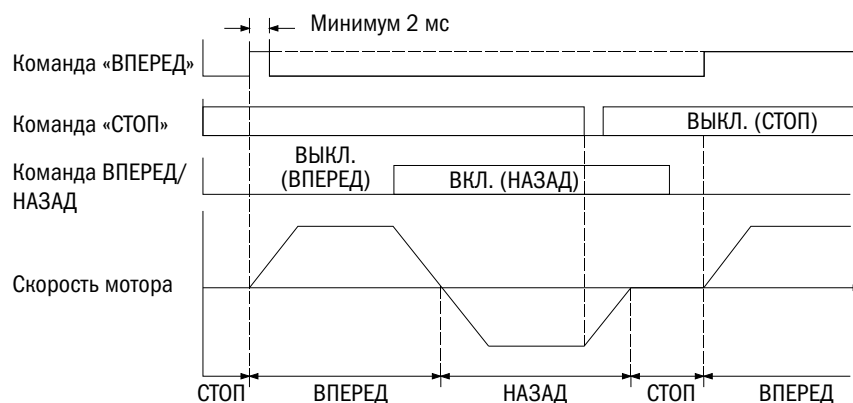 Минимум 2 мс
Команда «ВПЕРЕД»
Команда «СТОП»
ВЫКЛ. (СТОП)
Команда ВПЕРЕД/
НАЗАД
ВЫКЛ.
(ВПЕРЕД)
ВКЛ. (НАЗАД)
Скорость мотора
СТОП
ВПЕРЕД
НАЗАД
СТОП
ВПЕРЕД